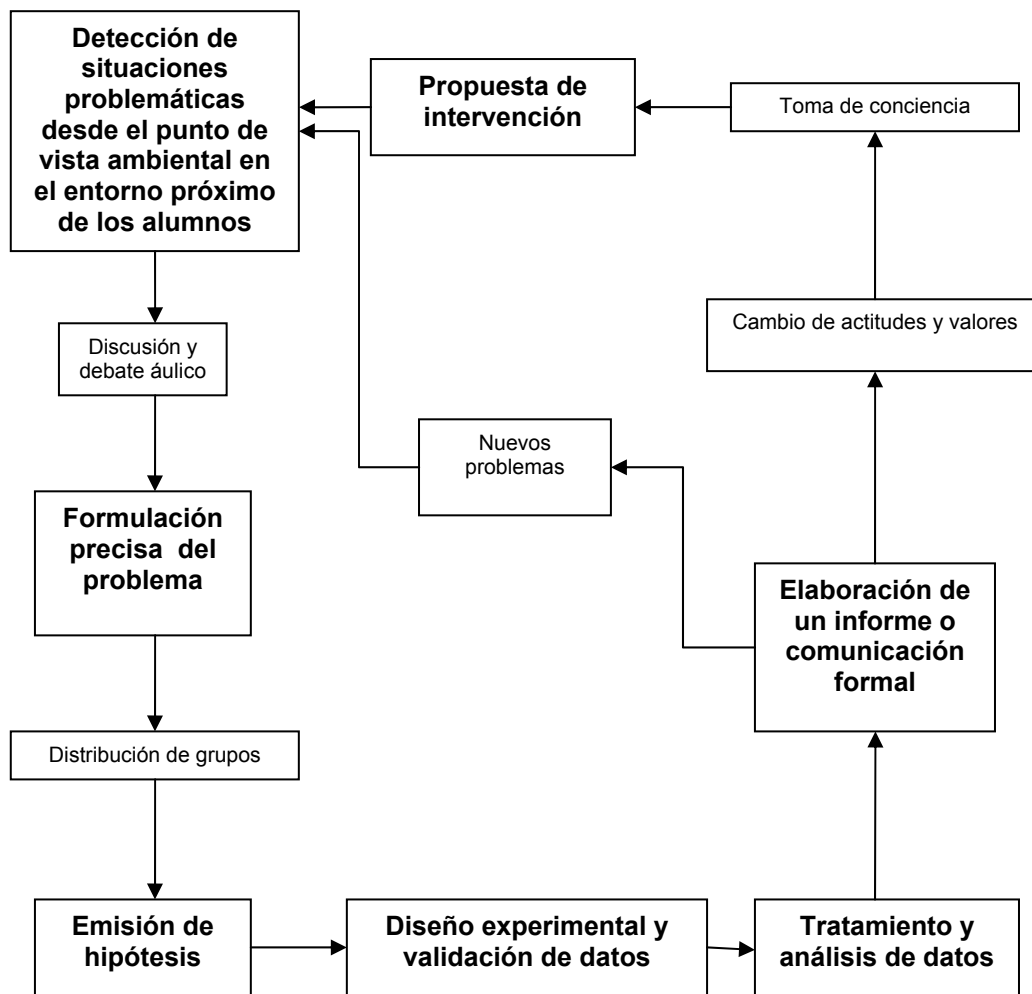 Detección de
situaciones
problemáticas
desde el punto de
vista ambiental en
el entorno próximo
de los alumnos
Propuesta de
intervención
Toma de conciencia
Discusión y
debate áulico
Cambio de actitudes y valores
Nuevos
problemas
Formulación
precisa del
problema
Elaboración de
un informe o
comunicación
formal
Distribución de grupos
Emisión de
hipótesis
Diseño experimental y
validación de datos
Tratamiento y
análisis de datos